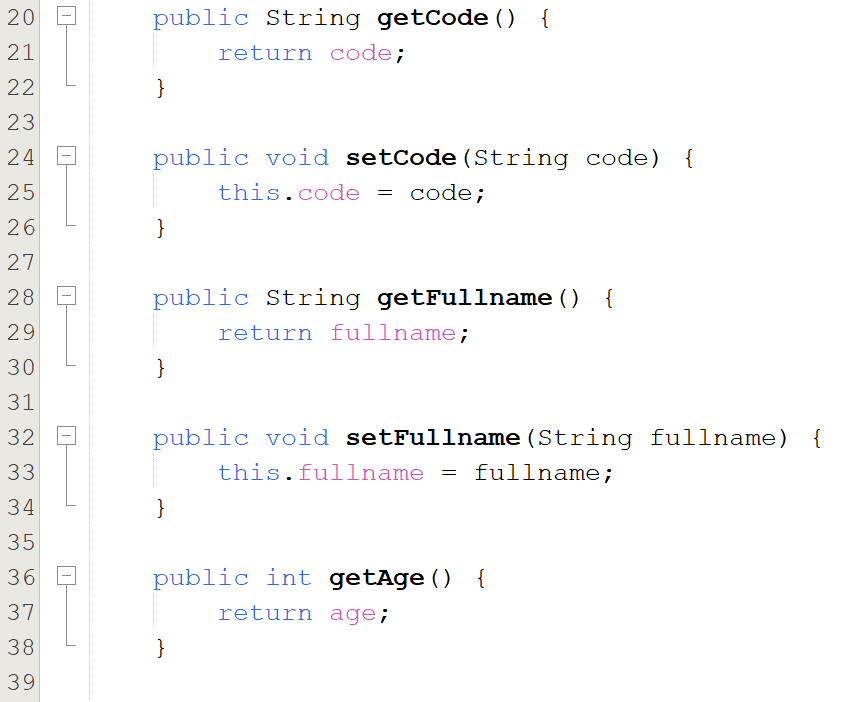 20 public String getCode() {
21 return code;
22 }
23
24 public void setCode(String code) {
25 this.code = code;
26 }
27
28 public String getFullname() {
29 return fullname;
30 }
31
32 public void setFullname(String fullname) {
33 this.fullname = fullname;
34 }
35
36 public int getAge() {
37 return age;
38 }
39